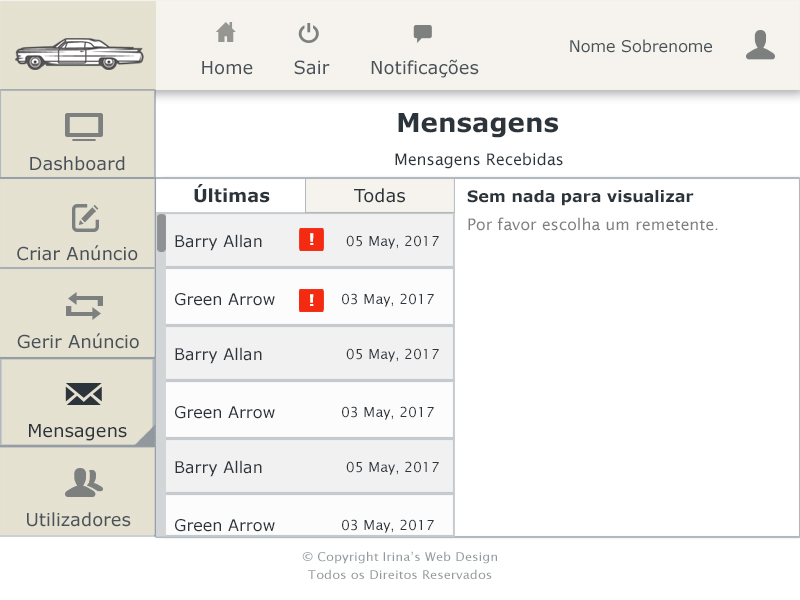 Home
Sair
Notificações
Nome Sobrenome
Dashboard
Criar Anúncio
Gerir Anúncio
Mensagens
Utilizadores
Mensagens
Mensagens Recebidas
Últimas
Todas
Barry Allan ! 05 May, 2017
Green Arrow ! 03 May, 2017
Barry Allan 05 May, 2017
Green Arrow 03 May, 2017
Barry Allan 05 May, 2017
Green Arrow 03 May, 2017
Sem nada para visualizar
Por favor escolha um remetente.
© Copyright Irina's Web Design
Todos os Direitos Reservados